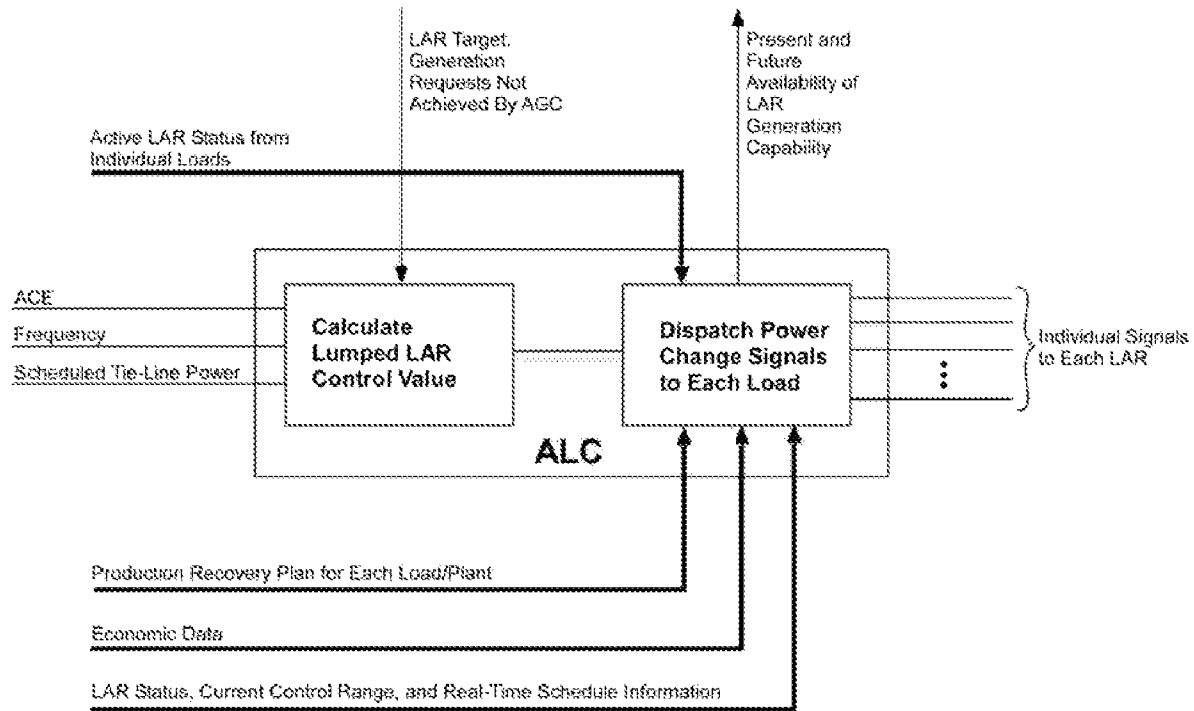 LAR Target.
Generation
Requests Not
Achieved By AGC
Present and
Future
Availability of
LAR
Generation
Capability
Active LAR Status from
Individual Loads
ACE
Frequency
Scheduled Tie-Line Power
Calculate
Lumped LAR
Control Value
Dispatch Power
Change Signals
to Each Load
Individual Signals
to Each LAR
ALC
Production Recovery Plan for Each Load/Plant
Economic Data
LAR Status, Current Control Range, and Real-Time Schedule Information